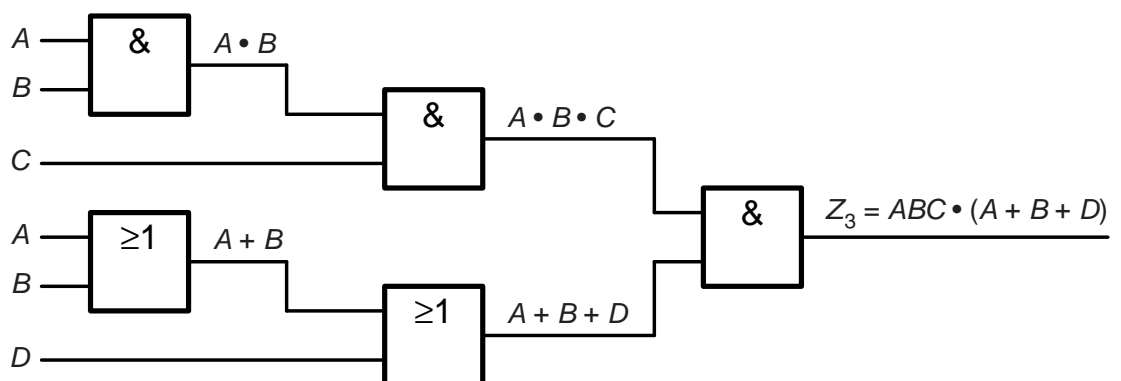 A
&
A • B
B
&
A • B • C
C
&
Z₃ = ABC • (A + B + D)
A
≥1
A + B
B
≥1
A + B + D
D